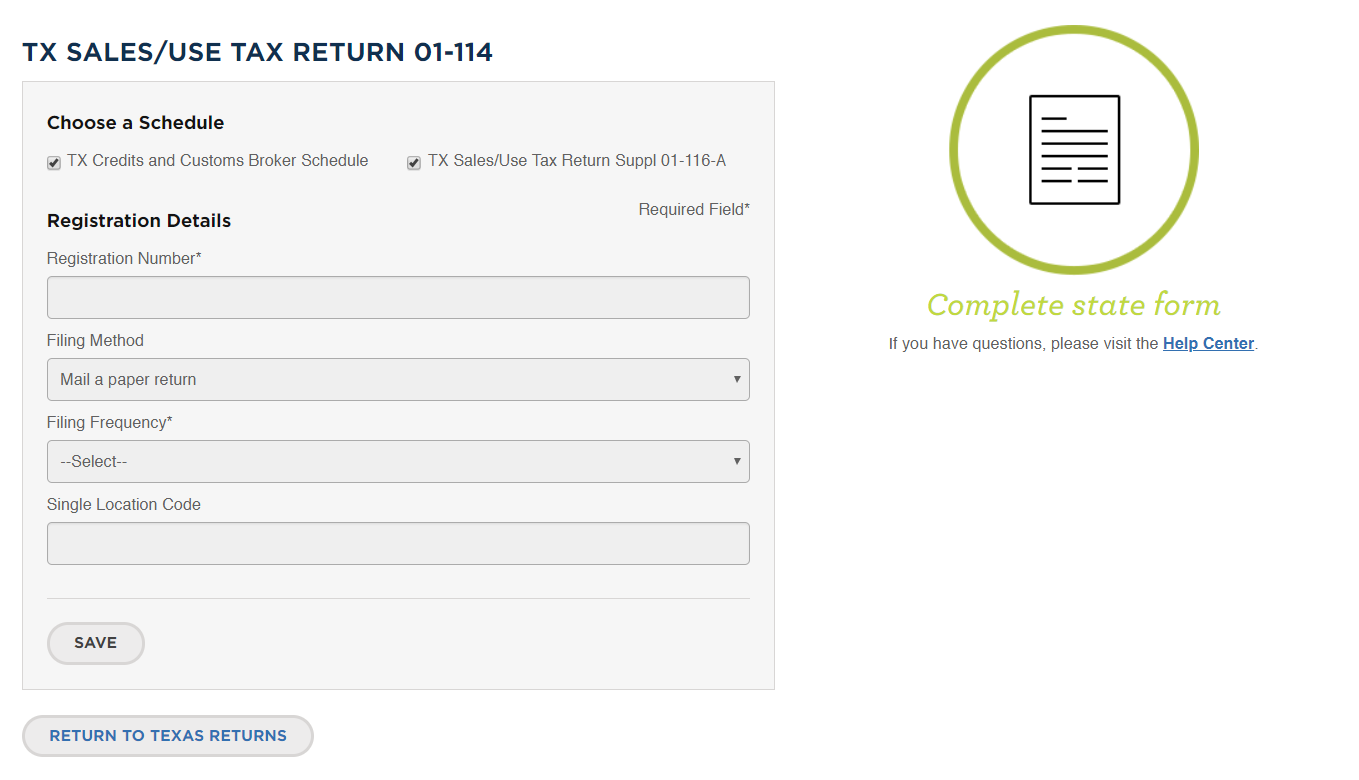 TX SALES/USE TAX RETURN 01-114
Choose a Schedule
TX Credits and Customs Broker Schedule
TX Sales/Use Tax Return Suppl 01-116-A
Required Field*
Registration Details
Registration Number*
Filing Method
Mail a paper return
Filing Frequency*
--Select--
Single Location Code
SAVE
RETURN TO TEXAS RETURNS
Complete state form
If you have questions, please visit the Help Center.